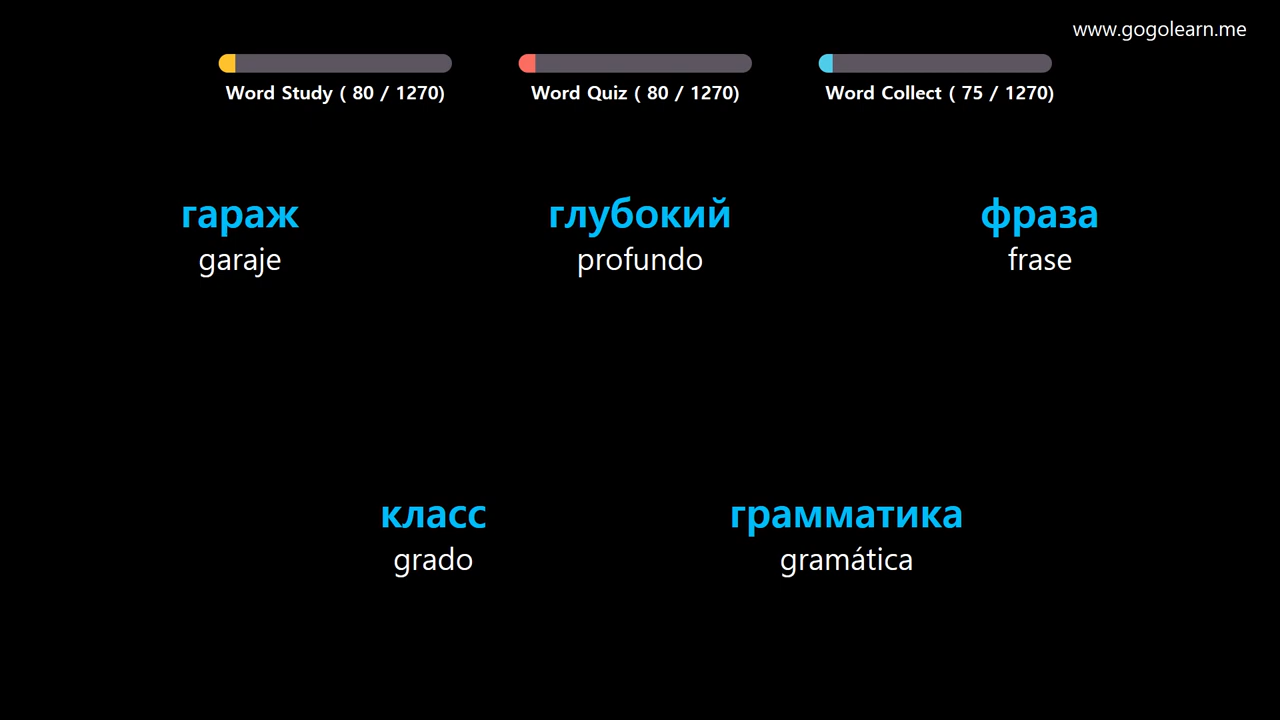 www.gogolearn.me
Word Study ( 80 / 1270)
Word Quiz ( 80 / 1270)
Word Collect ( 75 / 1270)
гараж
garaje
глубокий
profundo
фраза
frase
класс
grado
грамматика
gramática